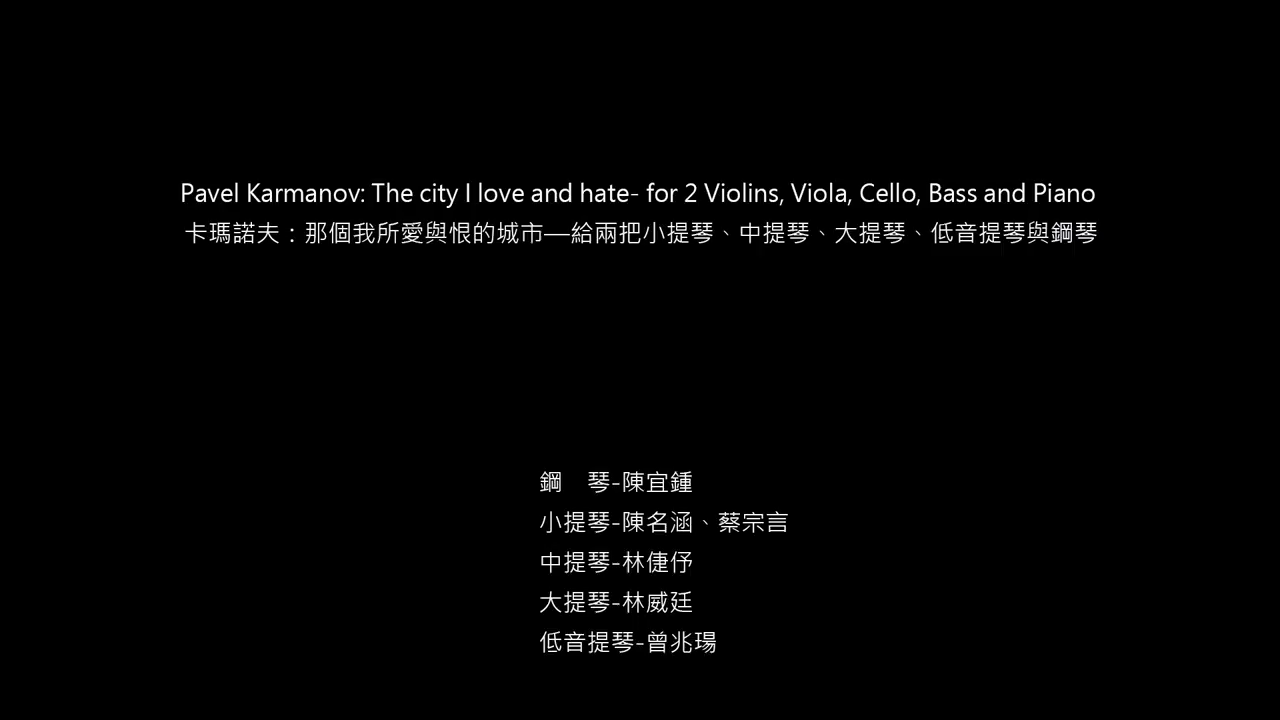 Pavel Karmanov: The city I love and hate- for 2 Violins, Viola, Cello, Bass and Piano
卡瑪諾夫：那個我所愛與恨的城市—給兩把小提琴、中提琴、大提琴、低音提琴與鋼琴
鋼　琴-陳宜鍾
小提琴-陳名涵、蔡宗言
中提琴-林倢伃
大提琴-林威廷
低音提琴-曾兆瑒